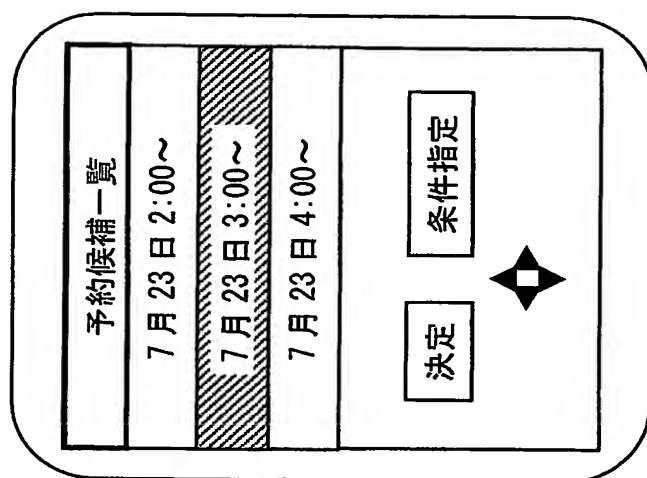 予約候補一覧
7月23日 2:00～
7月23日 3:00～
7月23日 4:00～
決定 条件指定